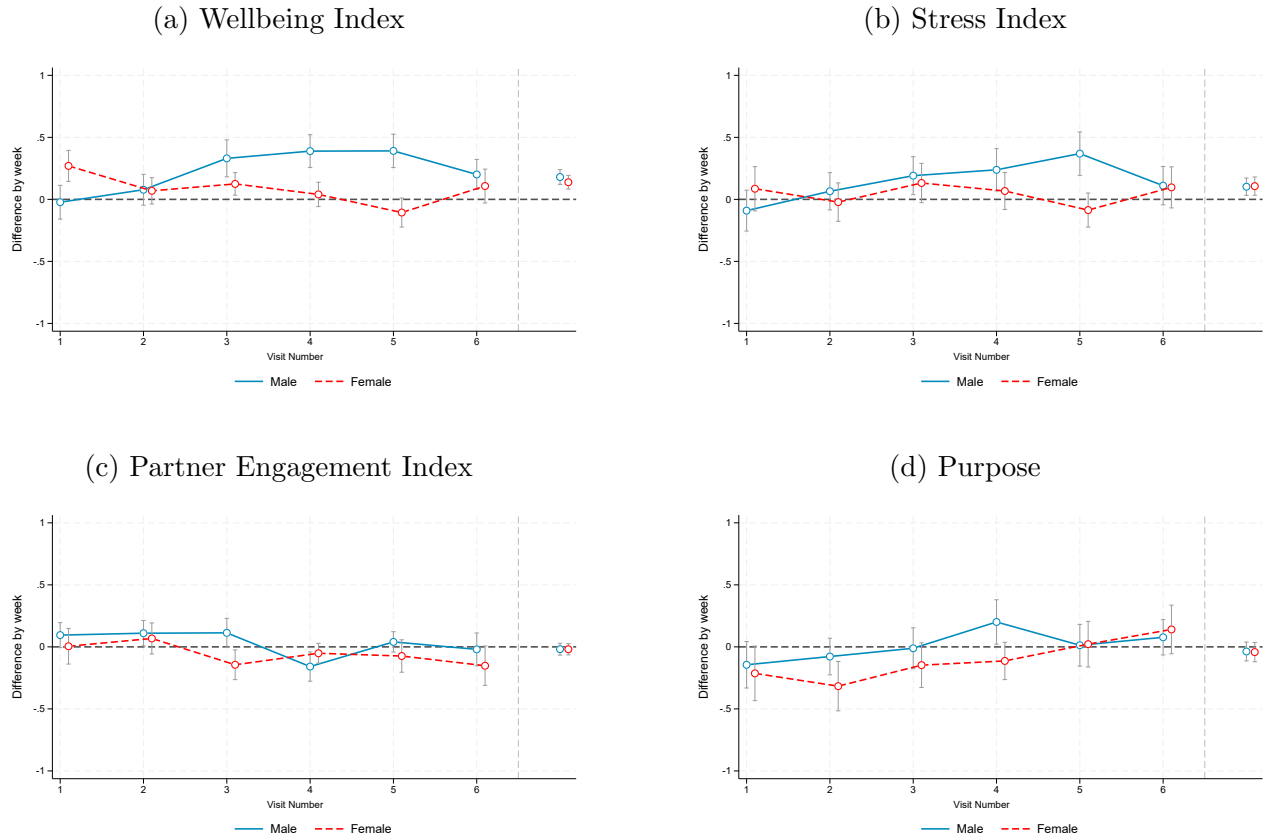 (a) Wellbeing Index
(b) Stress Index
Difference by week
1
.5
0
-.5
-1
1 2 3 4 5 6
Visit Number
Male Female
Difference by week
1
.5
0
-.5
-1
1 2 3 4 5 6
Visit Number
Male Female
(c) Partner Engagement Index
(d) Purpose
Difference by week
1
.5
0
-.5
-1
1 2 3 4 5 6
Visit Number
Male Female
Difference by week
1
.5
0
-.5
-1
1 2 3 4 5 6
Visit Number
Male Female